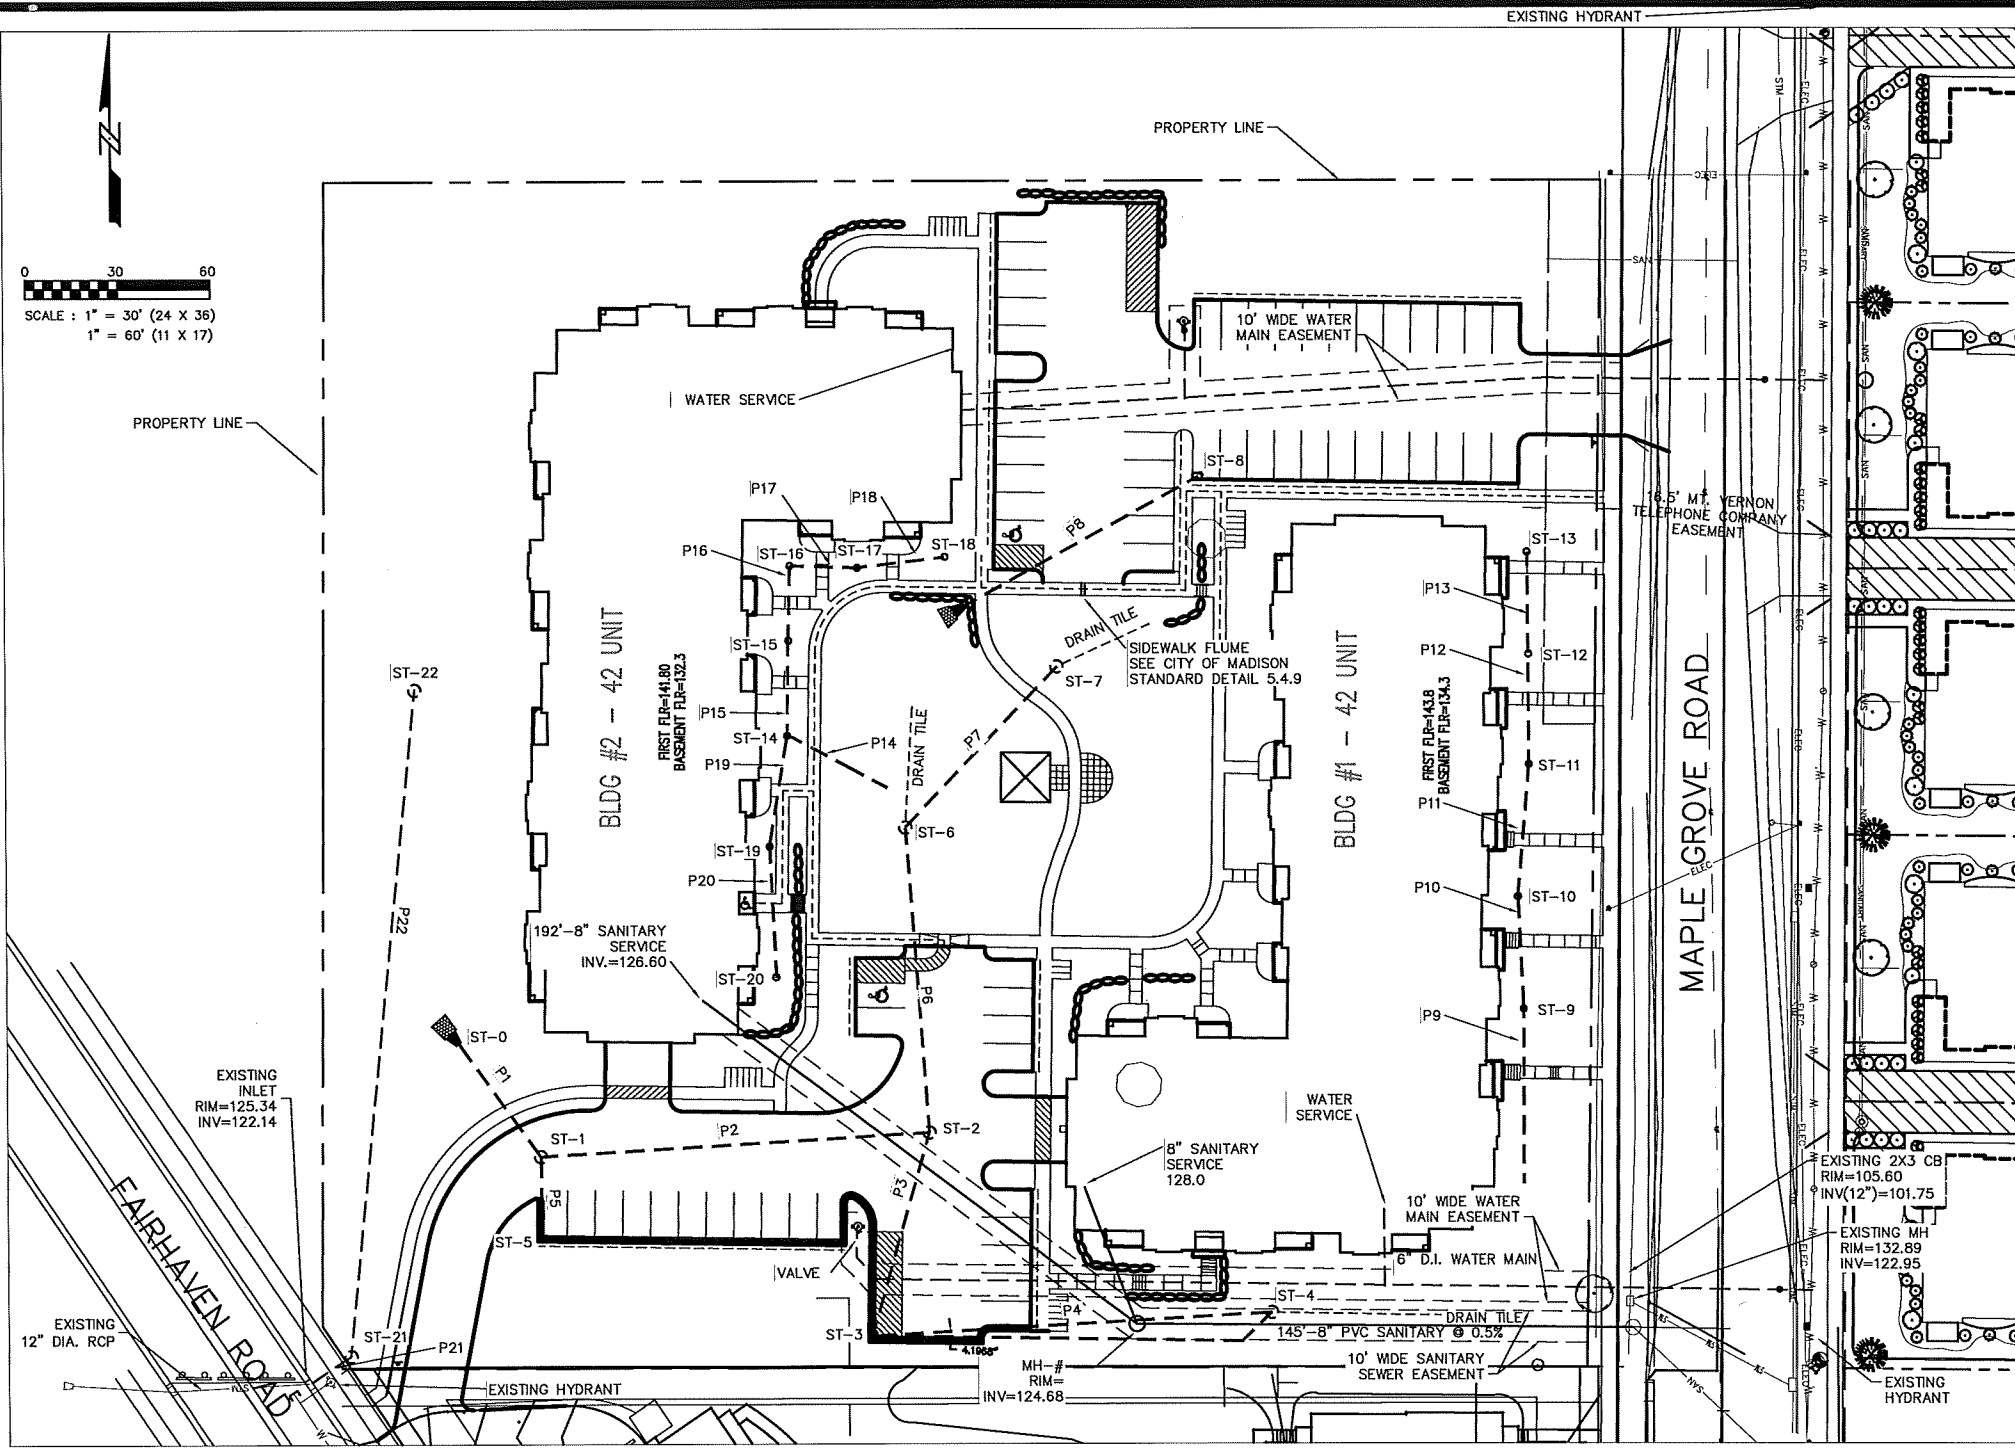 EXISTING HYDRANT
PROPERTY LINE
N
0 30 60
SCALE : 1" = 30' (24 X 36)
1" = 60' (11 X 17)
PROPERTY LINE
WATER SERVICE
10' WIDE WATER
MAIN EASEMENT
SAN
ELEC
STM
ELEC
SAN
ST-8
P17
P18
P8
P16
ST-16
ST-17
ST-18
16.5' MT. VERNON
TELEPHONE COMPANY
EASEMENT
ST-13
P13
P12
ST-12
DRAIN TILE
SIDEWALK FLUME
SEE CITY OF MADISON
STANDARD DETAIL 5.4.9
ST-7
ST-15
ST-22
BLDG #2 - 42 UNIT
FIRST FLR=141.80
BASEMENT FLR=132.3
P15
ST-14
P14
P19
DRAIN TILE
P7
ST-6
BLDG #1 - 42 UNIT
FIRST FLR=143.8
BASEMENT FLR=134.3
ST-11
P11
MAPLE GROVE ROAD
ELEC
ST-19
P20
P10
ST-10
P22
192'-8" SANITARY
SERVICE
INV.=126.60
ST-20
P6
ST-9
P9
ST-0
P1
EXISTING
INLET
RIM=125.34
INV=122.14
ST-1
P2
ST-2
WATER
SERVICE
8" SANITARY
SERVICE
128.0
P5
P3
EXISTING 2X3 CB
RIM=105.60
INV(12")=101.75
10' WIDE WATER
MAIN EASEMENT
EXISTING MH
RIM=132.89
INV=122.95
ST-5
VALVE
6" D.I. WATER MAIN
FAIRHAVEN ROAD
ST-4
P4
DRAIN TILE
145'-8" PVC SANITARY @ 0.5%
ST-3
4.1958'
EXISTING
12" DIA. RCP
ST-21
P21
MH-#
RIM=
INV=124.68
10' WIDE SANITARY
SEWER EASEMENT
EXISTING HYDRANT
EXISTING
HYDRANT
STM
SAN
W